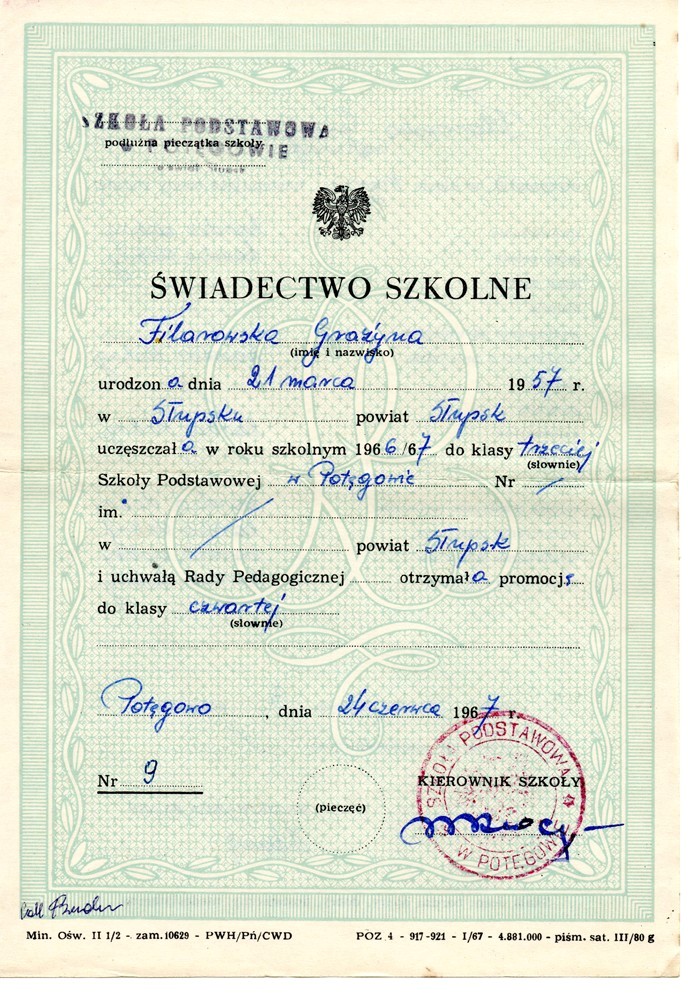 SZKOŁA PODSTAWOWA
podłużna pieczątka szkoły
ŚWIADECTWO SZKOLNE
Filarowska Grażyna
(imię i nazwisko)
urodzona dnia 21 marca 1957 r.
w Słupsku powiat Słupsk
uczęszczała w roku szkolnym 1966/67 do klasy trzeciej
(słownie)
Szkoły Podstawowej w Potęgowie Nr /
im.
w powiat Słupsk
i uchwałą Rady Pedagogicznej otrzymała promocję
do klasy czwartej
(słownie)
Potęgowo, dnia 24 czerwca 1967 r.
Nr 9
(pieczęć)
KIEROWNIK SZKOŁY
SZKOŁA PODSTAWOWA
W POTĘGOWIE
Min. Ośw. II 1/2 - zam. 10629 - PWH/Pń/CWD POZ 4 - 917-921 - I/67 - 4.881.000 - piśm. sat. III/80 g